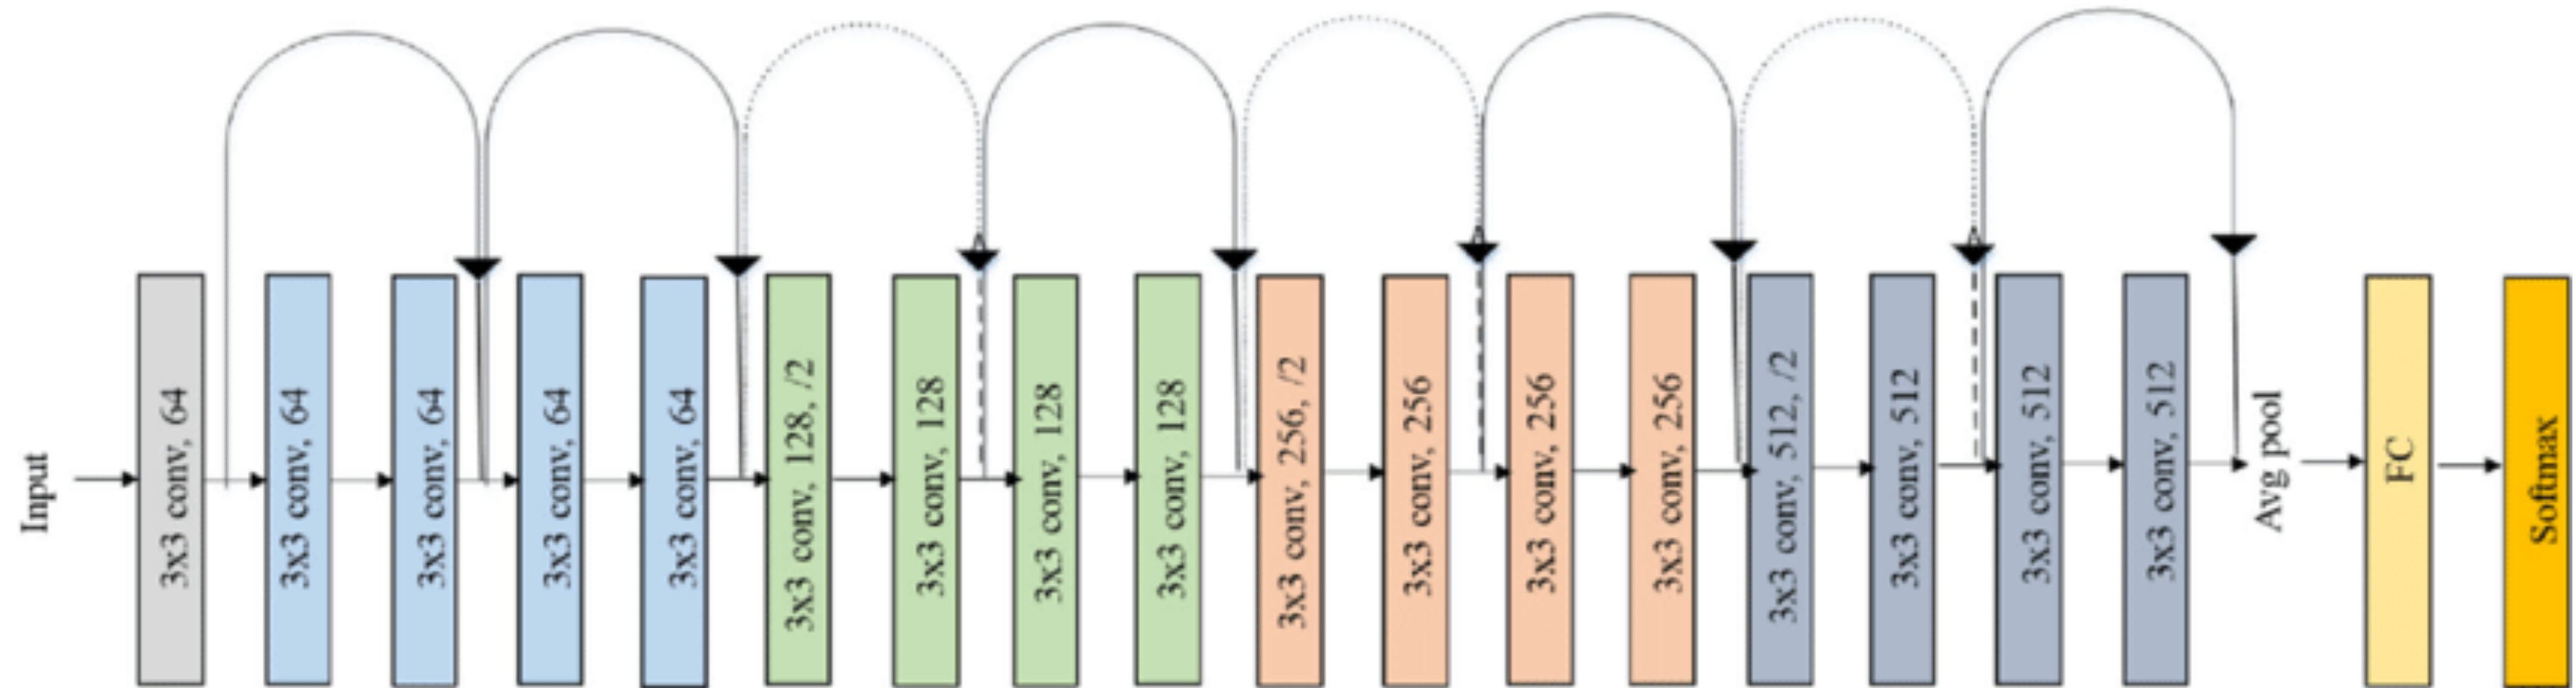 Input
3x3 conv, 64
3x3 conv, 64
3x3 conv, 64
3x3 conv, 64
3x3 conv, 64
3x3 conv, 128, /2
3x3 conv, 128
3x3 conv, 128
3x3 conv, 128
3x3 conv, 256, /2
3x3 conv, 256
3x3 conv, 256
3x3 conv, 256
3x3 conv, 512, /2
3x3 conv, 512
3x3 conv, 512
3x3 conv, 512
Avg pool
FC
Softmax